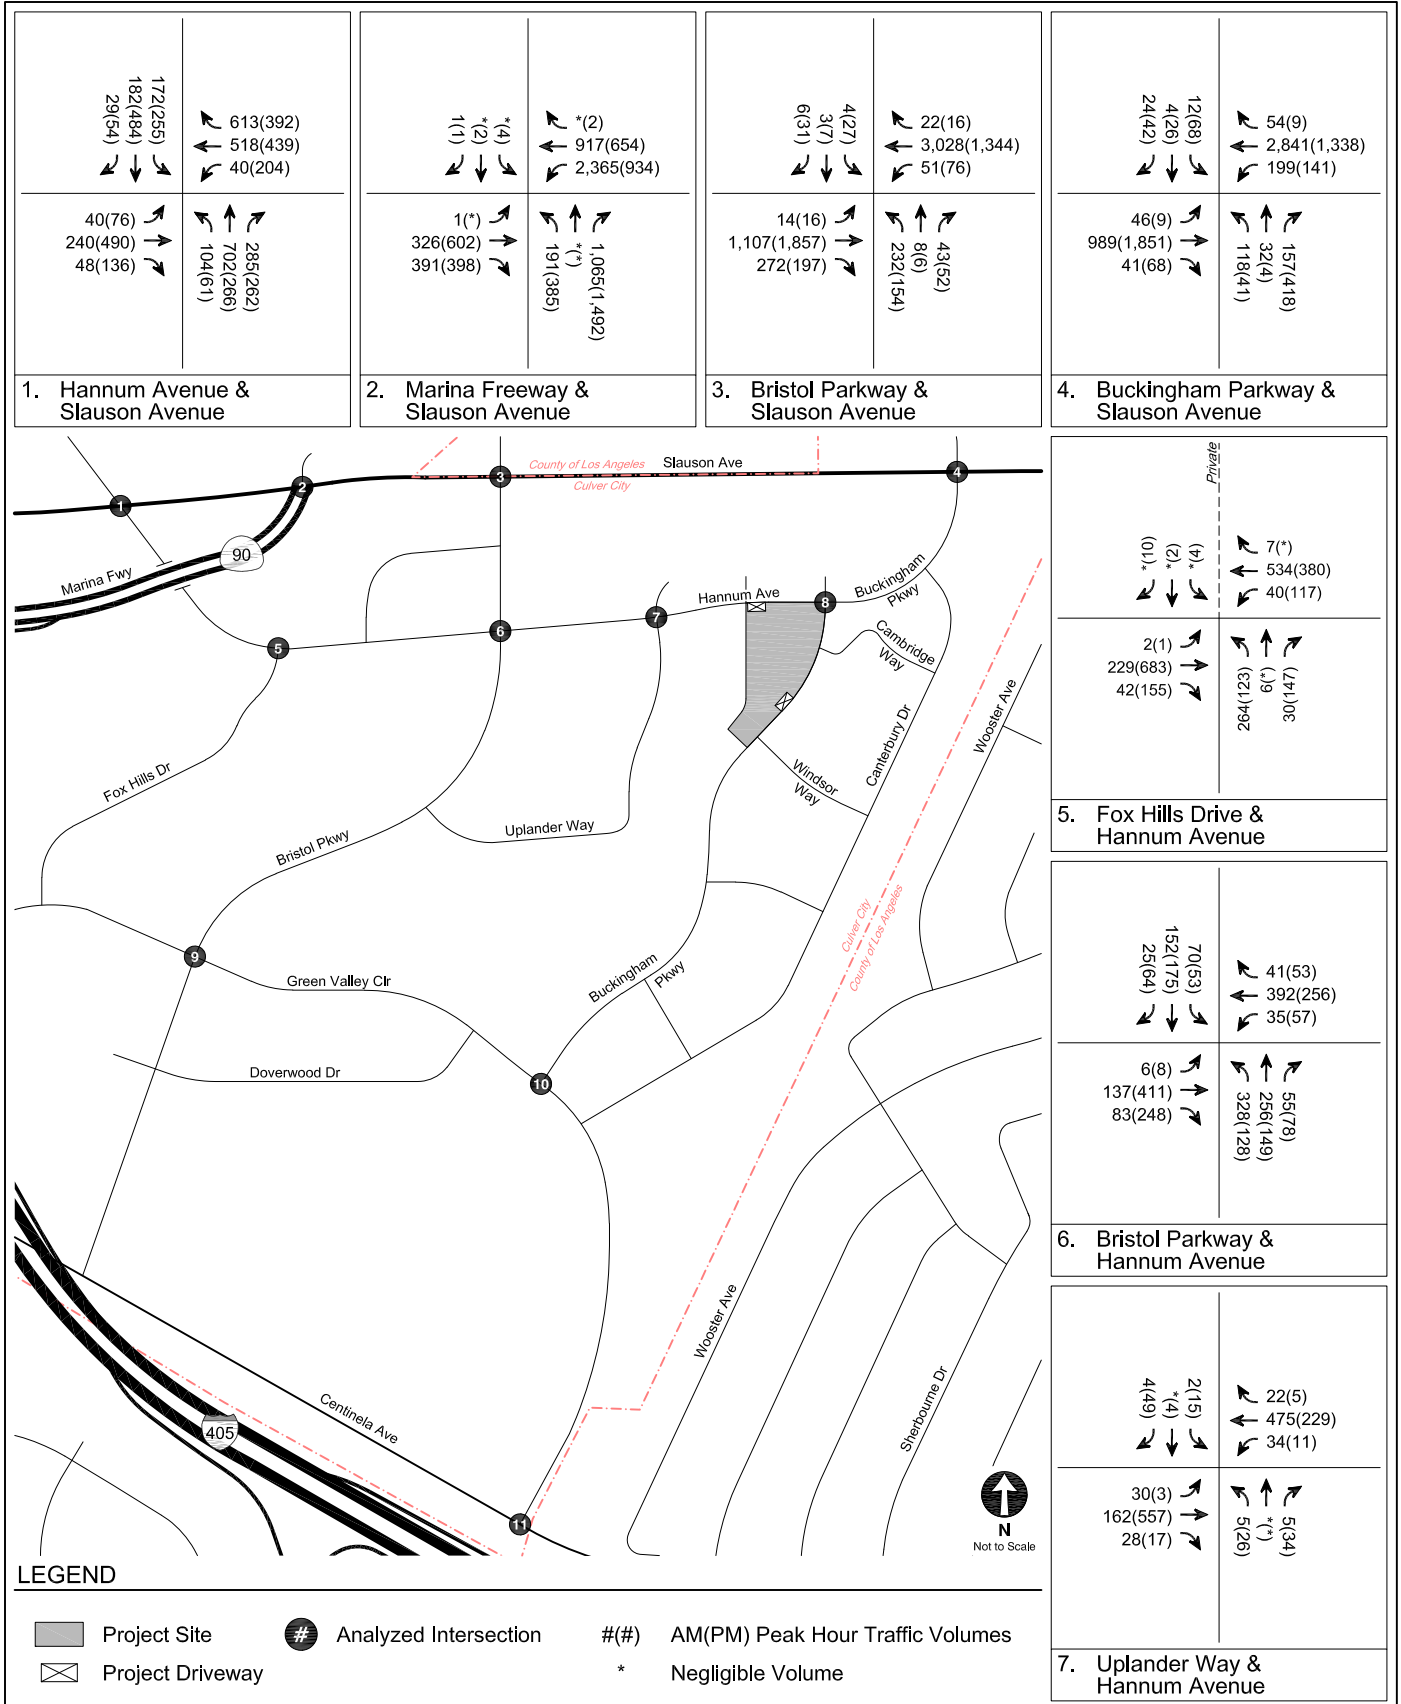 172(255)
182(484)
29(54)
613(392)
518(439)
40(204)
40(76)
240(490)
48(136)
104(61)
702(266)
285(262)
1. Hannum Avenue &
Slauson Avenue
*(4)
*(2)
1(1)
*(2)
917(654)
2,365(934)
1(*)
326(602)
391(398)
191(385)
*(*)
1,065(1,492)
2. Marina Freeway &
Slauson Avenue
4(27)
3(7)
6(31)
22(16)
3,028(1,344)
51(76)
14(16)
1,107(1,857)
272(197)
232(154)
8(6)
43(52)
3. Bristol Parkway &
Slauson Avenue
12(68)
4(26)
24(42)
54(9)
2,841(1,338)
199(141)
46(9)
989(1,851)
41(68)
118(41)
32(4)
157(418)
4. Buckingham Parkway &
Slauson Avenue
Private
*(4)
*(2)
*(10)
7(*)
534(380)
40(117)
2(1)
229(683)
42(155)
264(123)
6(*)
30(147)
5. Fox Hills Drive &
Hannum Avenue
70(53)
152(175)
25(64)
41(53)
392(256)
35(57)
6(8)
137(411)
83(248)
328(128)
256(149)
55(78)
6. Bristol Parkway &
Hannum Avenue
2(15)
*(4)
4(49)
22(5)
475(229)
34(11)
30(3)
162(557)
28(17)
5(26)
*(*)
5(34)
7. Uplander Way &
Hannum Avenue
County of Los Angeles
Culver City
Slauson Ave
1
2
3
4
90
Marina Fwy
5
6
7
8
Hannum Ave
Buckingham
Pkwy
Cambridge
Way
Wooster Ave
Canterbury Dr
Windsor
Way
Fox Hills Dr
Bristol Pkwy
Uplander Way
Culver City
County of Los Angeles
9
Green Valley Clr
Buckingham
Pkwy
Doverwood Dr
10
Wooster Ave
Sherbourne Dr
Centinela Ave
405
11
N
Not to Scale
LEGEND
Project Site
# Analyzed Intersection
#(#) AM(PM) Peak Hour Traffic Volumes
Project Driveway
* Negligible Volume